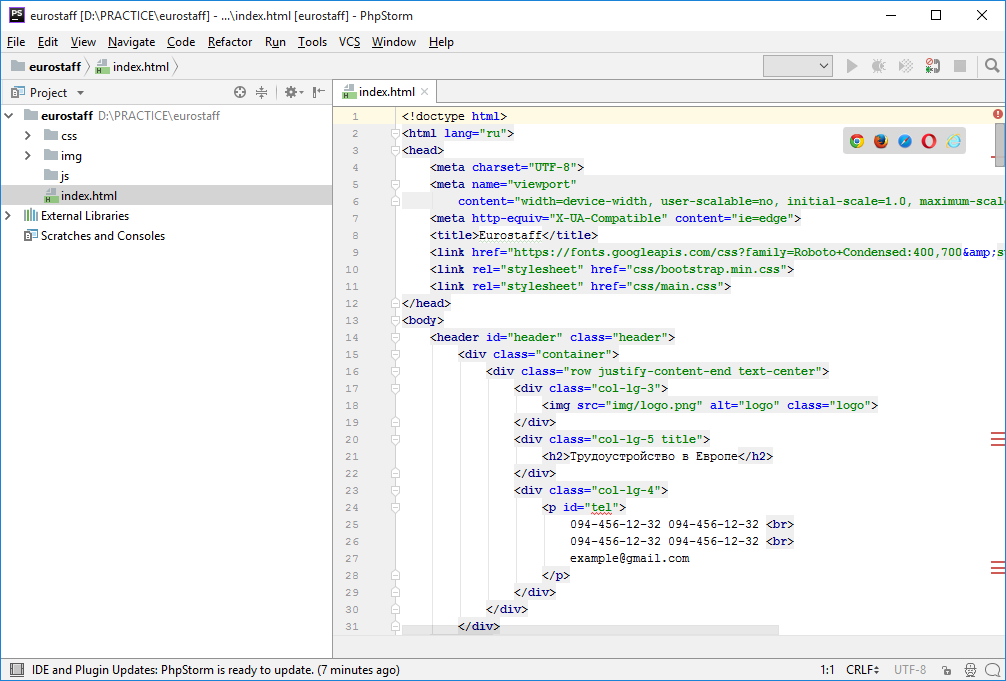 eurostaff [D:\PRACTICE\eurostaff] - ...\index.html [eurostaff] - PhpStorm
File Edit View Navigate Code Refactor Run Tools VCS Window Help
eurostaff index.html
Project
index.html
eurostaff D:\PRACTICE\eurostaff
css
img
js
index.html
External Libraries
Scratches and Consoles
1 <!doctype html>
2 <html lang="ru">
3 <head>
4 <meta charset="UTF-8">
5 <meta name="viewport"
6 content="width=device-width, user-scalable=no, initial-scale=1.0, maximum-scale
7 <meta http-equiv="X-UA-Compatible" content="ie=edge">
8 <title>Eurostaff</title>
9 <link href="https://fonts.googleapis.com/css?family=Roboto+Condensed:400,700&amp;s
10 <link rel="stylesheet" href="css/bootstrap.min.css">
11 <link rel="stylesheet" href="css/main.css">
12 </head>
13 <body>
14 <header id="header" class="header">
15 <div class="container">
16 <div class="row justify-content-end text-center">
17 <div class="col-lg-3">
18 <img src="img/logo.png" alt="logo" class="logo">
19 </div>
20 <div class="col-lg-5 title">
21 <h2>Трудоустройство в Европе</h2>
22 </div>
23 <div class="col-lg-4">
24 <p id="tel">
25 094-456-12-32 094-456-12-32 <br>
26 094-456-12-32 094-456-12-32 <br>
27 example@gmail.com
28 </p>
29 </div>
30 </div>
31 </div>
IDE and Plugin Updates: PhpStorm is ready to update. (7 minutes ago) 1:1 CRLF UTF-8